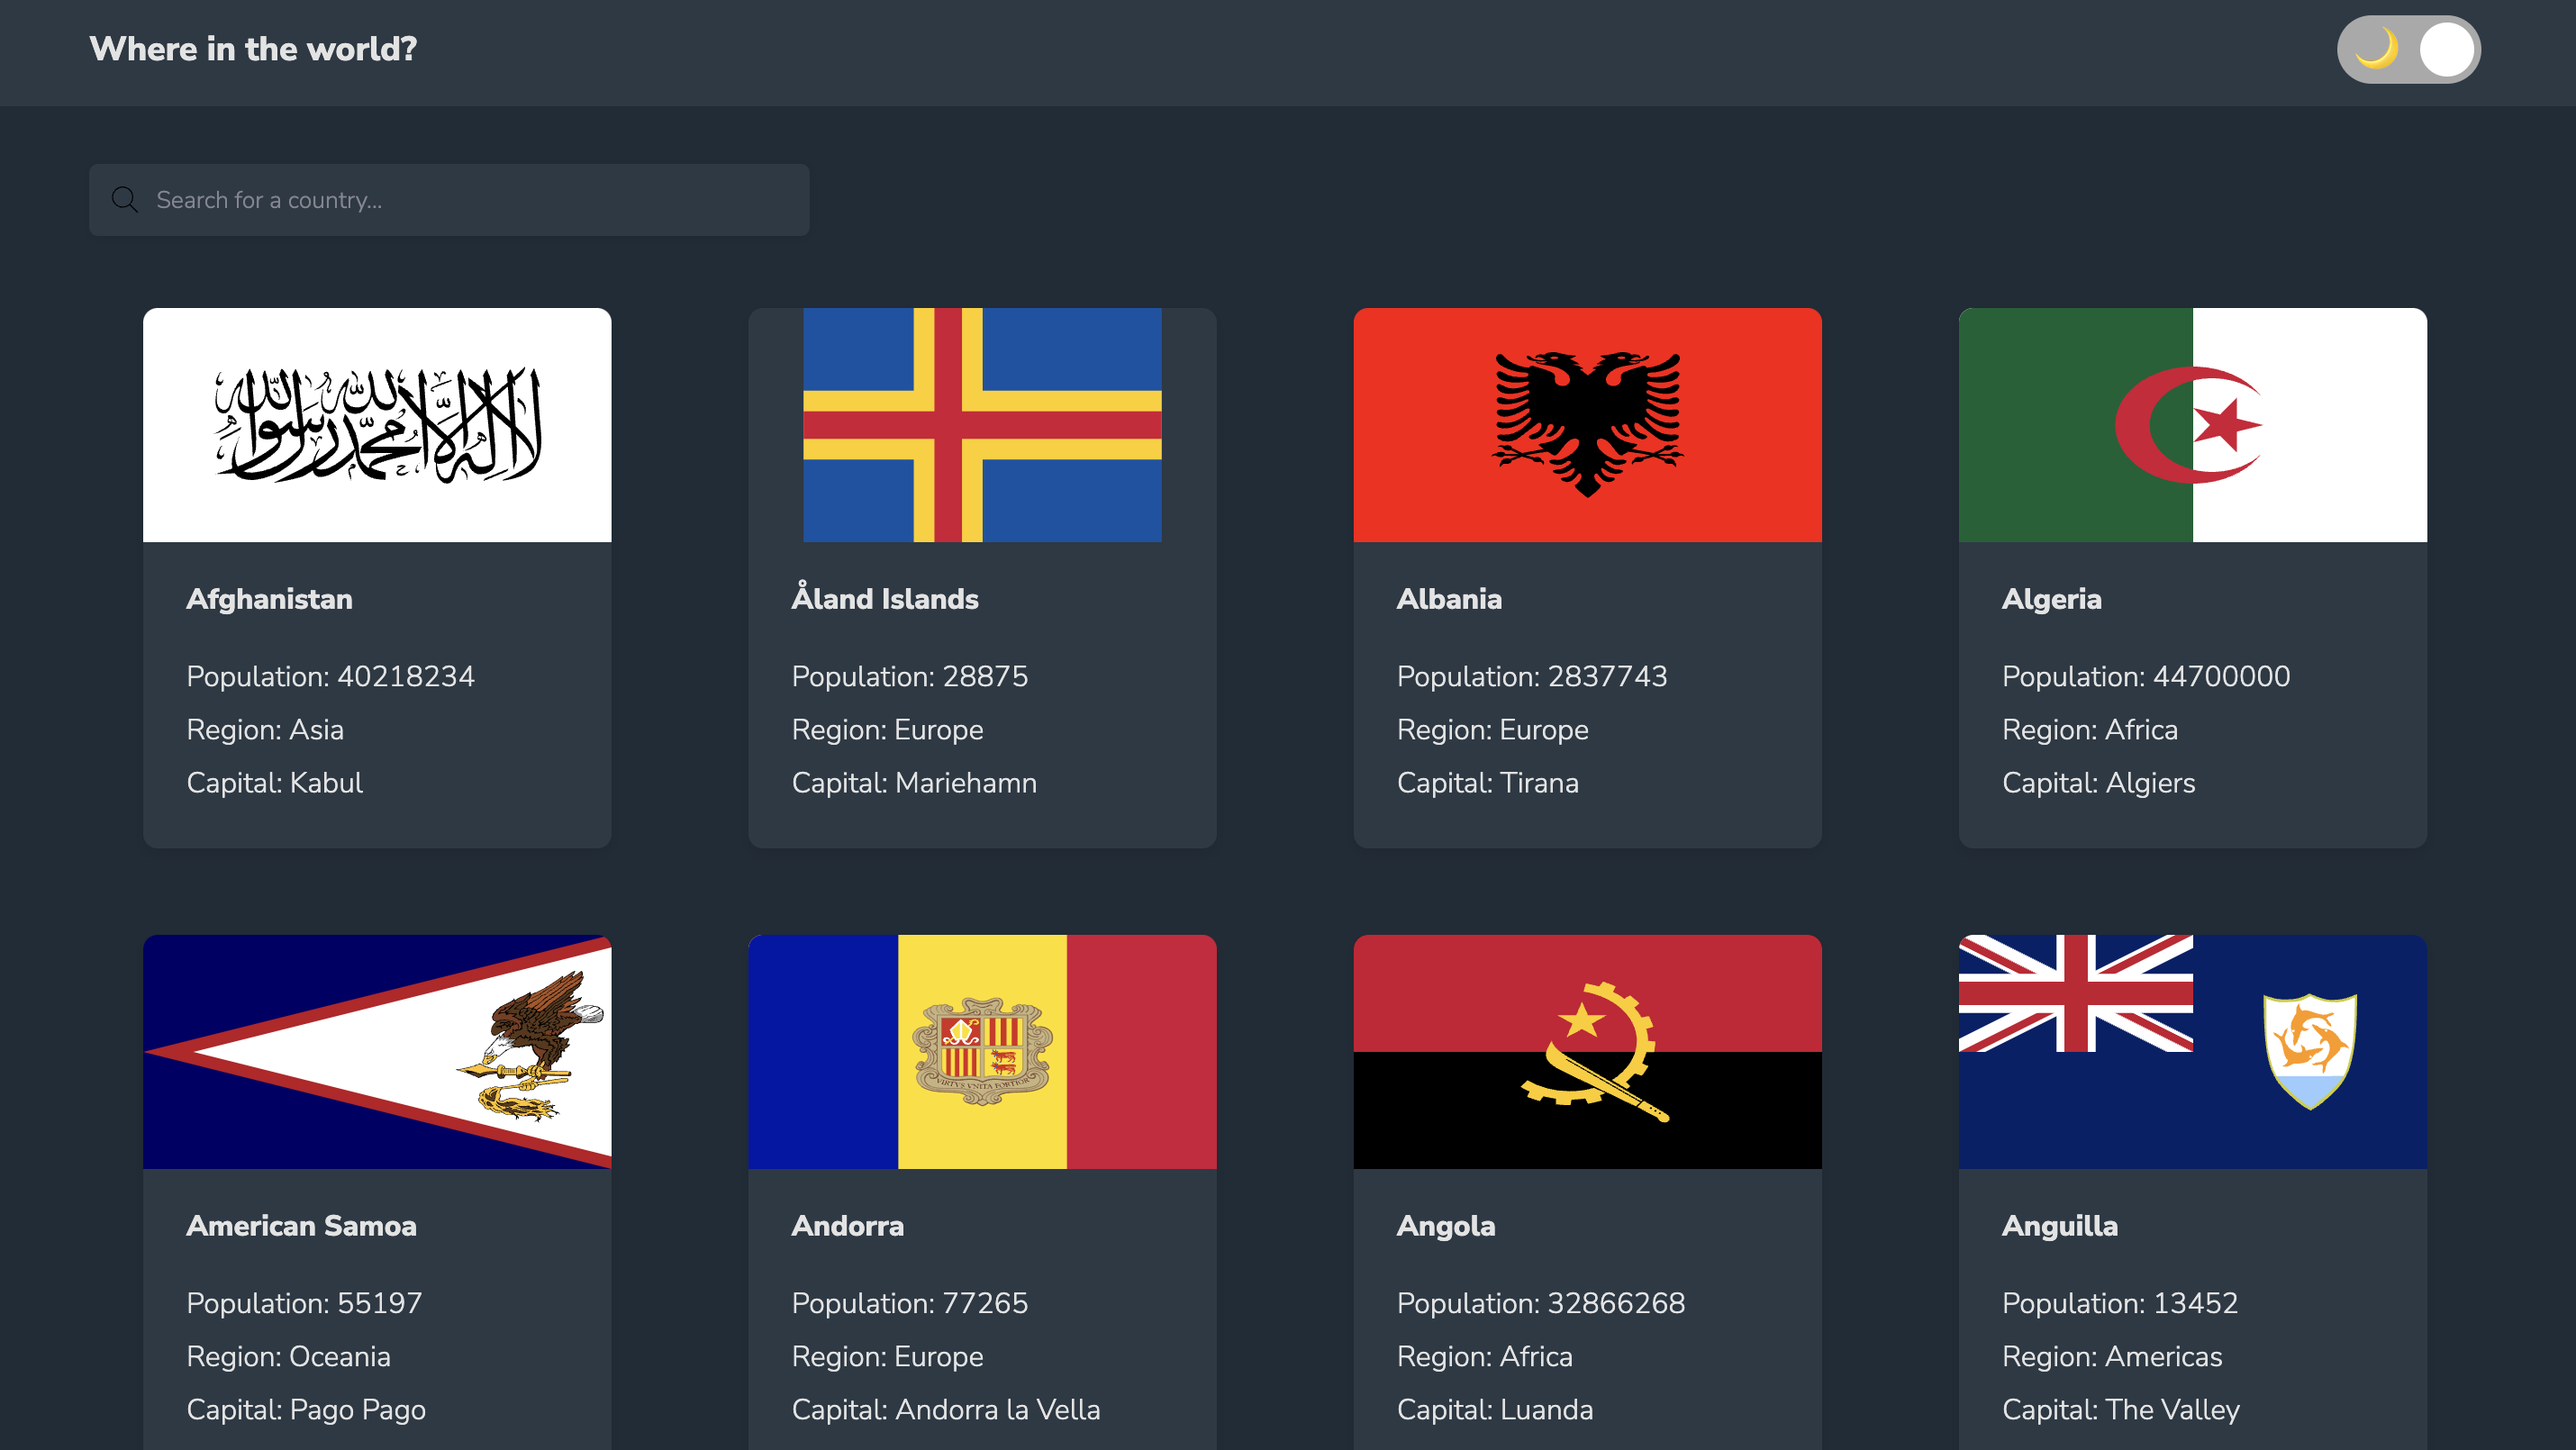 Where in the world?
Search for a country...
لا إله إلا الله محمد رسول الله
Afghanistan
Population: 40218234
Region: Asia
Capital: Kabul
Åland Islands
Population: 28875
Region: Europe
Capital: Mariehamn
Albania
Population: 2837743
Region: Europe
Capital: Tirana
Algeria
Population: 44700000
Region: Africa
Capital: Algiers
American Samoa
Population: 55197
Region: Oceania
Capital: Pago Pago
VIRTVS VNITA FORTIOR
Andorra
Population: 77265
Region: Europe
Capital: Andorra la Vella
Angola
Population: 32866268
Region: Africa
Capital: Luanda
Anguilla
Population: 13452
Region: Americas
Capital: The Valley